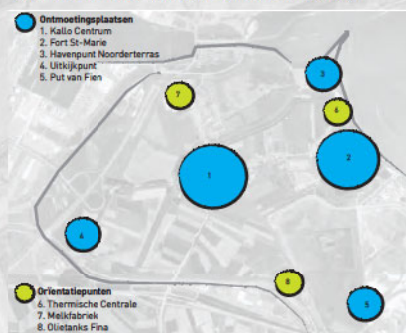 Ontmoetingsplaatsen
1. Kallo Centrum
2. Fort St-Marie
3. Havenpunt Noorderterras
4. Uitkijkpunt
5. Put van Fien
3
7
6
2
1
4
8
5
Oriëntatiepunten
6. Thermische Centrale
7. Melkfabriek
8. Olietanks Fina